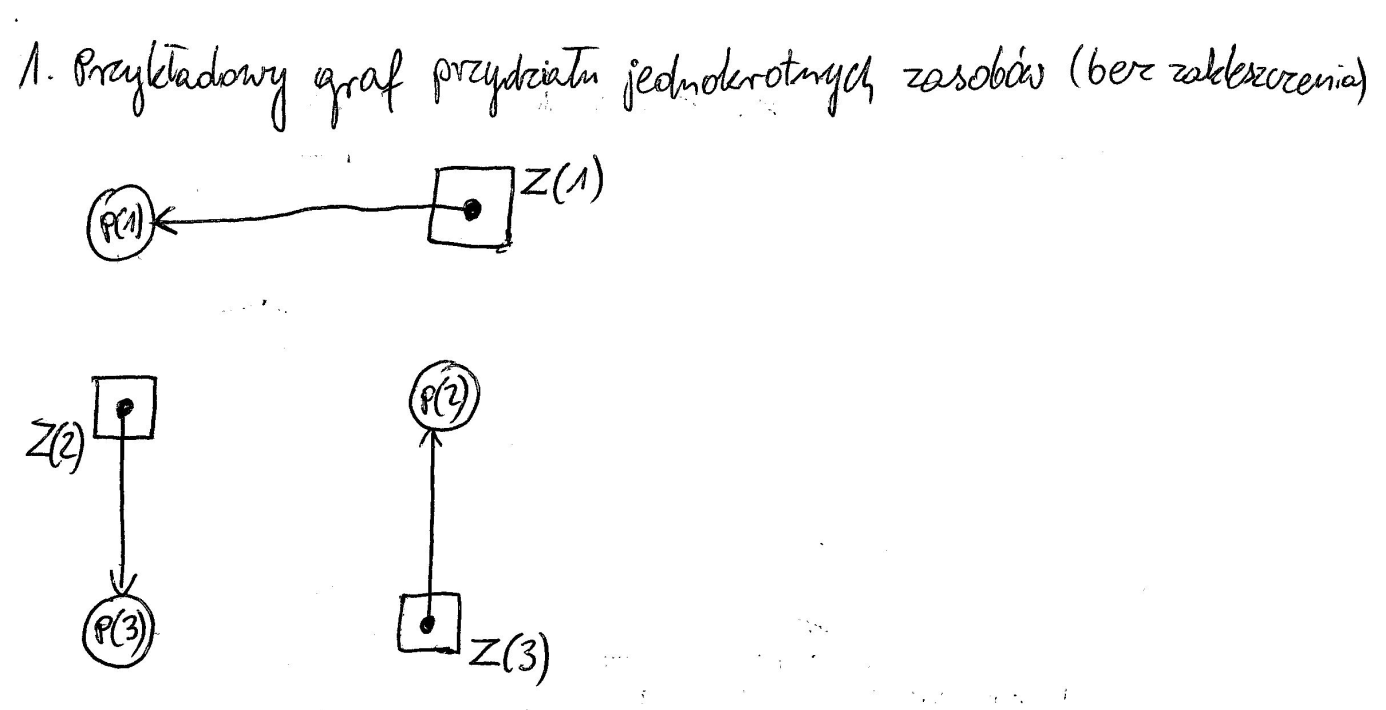 1. Przykładowy graf przydziału jednokrotnych zasobów (bez zakleszczenia)
P(1) Z(1)
P(2)
Z(2)
P(3)
Z(3)